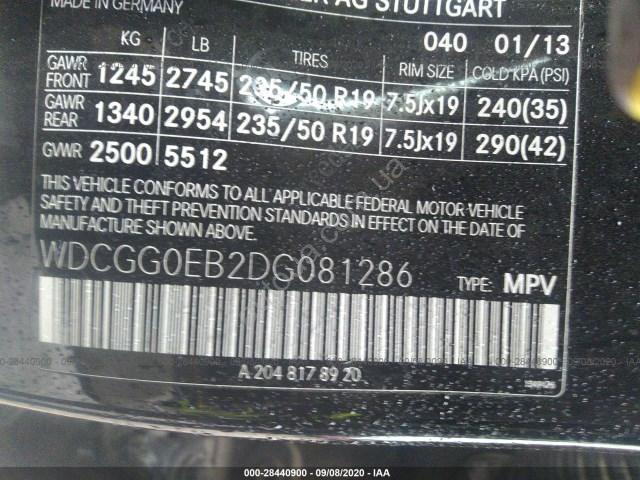 MADE IN GERMANY AG STUTTGART
040 01/13
KG LB TIRES RIM SIZE COLD KPA(PSI)
GAWR FRONT 1245 2745 235/50 R19 7.5Jx19 240(35)
GAWR REAR 1340 2954 235/50 R19 7.5Jx19 290(42)
GVWR 2500 5512
THIS VEHICLE CONFORMS TO ALL APPLICABLE FEDERAL MOTOR VEHICLE
SAFETY AND THEFT PREVENTION STANDARDS IN EFFECT ON THE DATE OF
MANUFACTURE SHOWN ABOVE.
WDCGG0EB2DG081286 TYPE: MPV
A 204 817 89 20
000-28440900 - 09/08/2020 - IAA